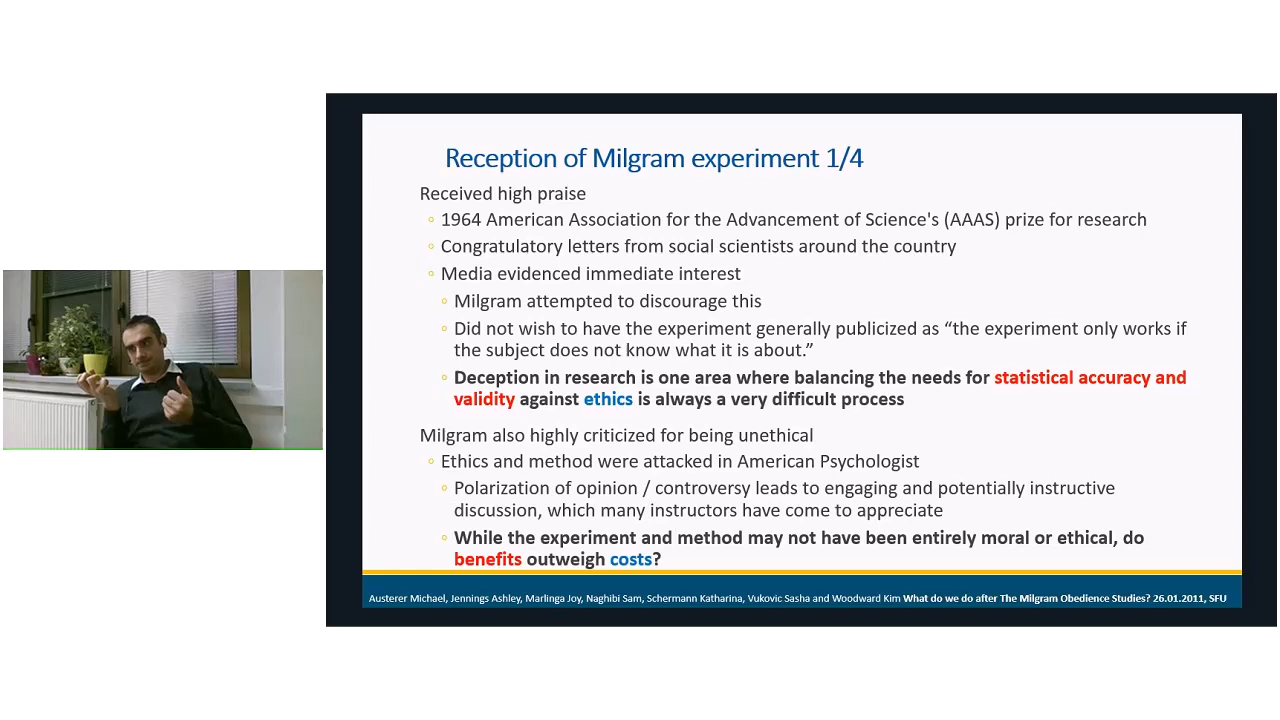 Reception of Milgram experiment 1/4
Received high praise
1964 American Association for the Advancement of Science's (AAAS) prize for research
Congratulatory letters from social scientists around the country
Media evidenced immediate interest
Milgram attempted to discourage this
Did not wish to have the experiment generally publicized as “the experiment only works if
the subject does not know what it is about.”
Deception in research is one area where balancing the needs for statistical accuracy and
validity against ethics is always a very difficult process
Milgram also highly criticized for being unethical
Ethics and method were attacked in American Psychologist
Polarization of opinion / controversy leads to engaging and potentially instructive
discussion, which many instructors have come to appreciate
While the experiment and method may not have been entirely moral or ethical, do
benefits outweigh costs?
Austerer Michael, Jennings Ashley, Marlinga Joy, Naghibi Sam, Schermann Katharina, Vukovic Sasha and Woodward Kim What do we do after The Milgram Obedience Studies? 26.01.2011, SFU